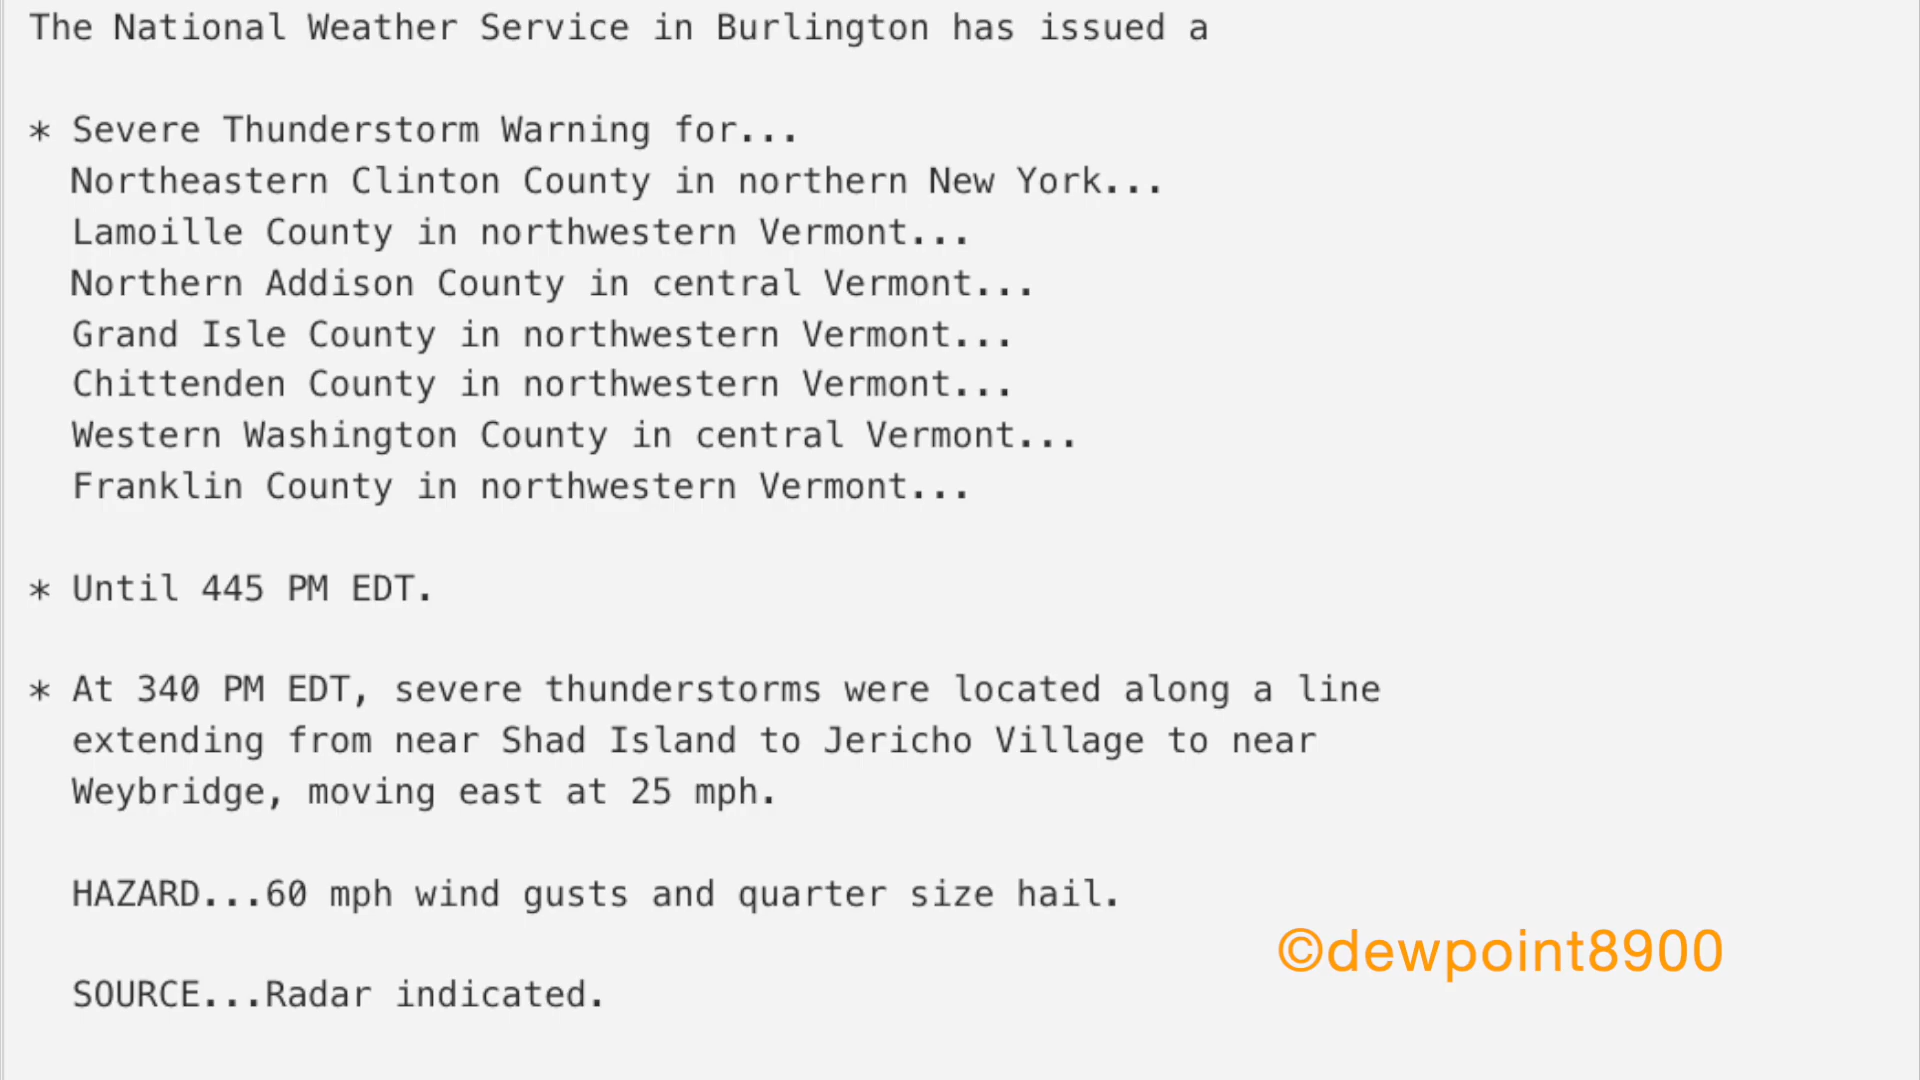 The National Weather Service in Burlington has issued a
* Severe Thunderstorm Warning for...
Northeastern Clinton County in northern New York...
Lamoille County in northwestern Vermont...
Northern Addison County in central Vermont...
Grand Isle County in northwestern Vermont...
Chittenden County in northwestern Vermont...
Western Washington County in central Vermont...
Franklin County in northwestern Vermont...
* Until 445 PM EDT.
* At 340 PM EDT, severe thunderstorms were located along a line
extending from near Shad Island to Jericho Village to near
Weybridge, moving east at 25 mph.
HAZARD...60 mph wind gusts and quarter size hail.
©dewpoint8900
SOURCE...Radar indicated.